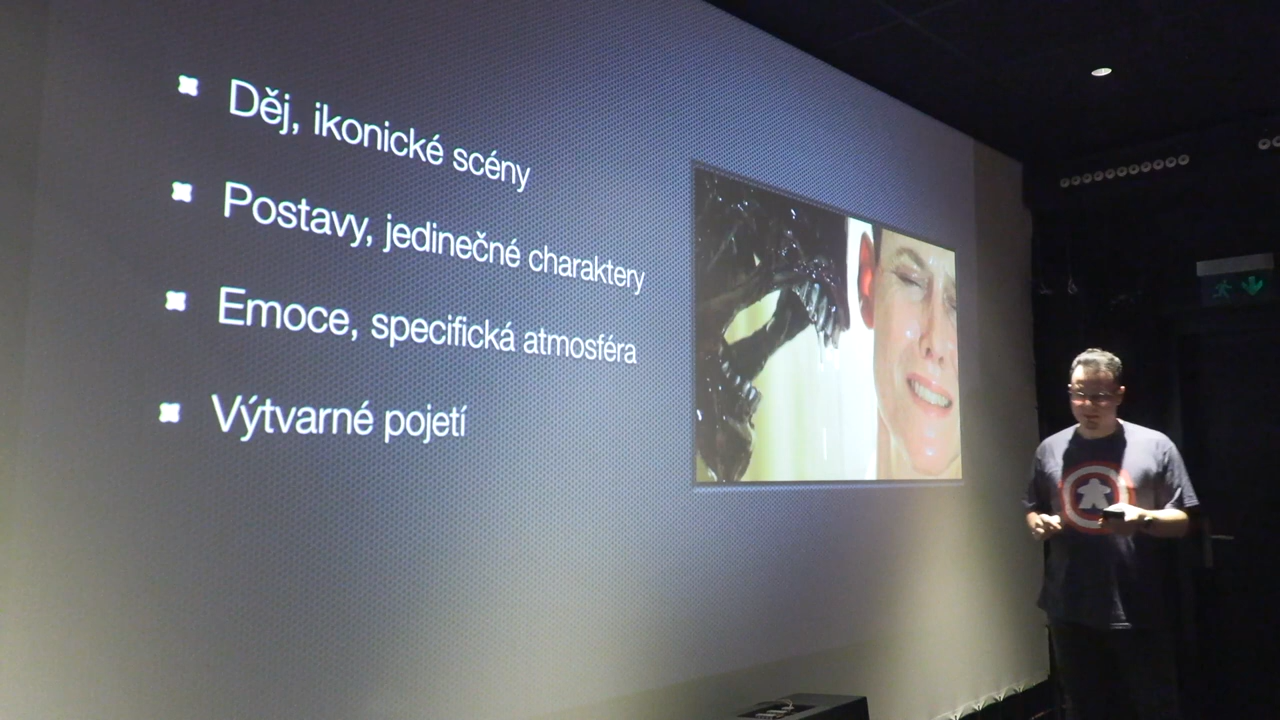 Děj, ikonické scény
Postavy, jedinečné charaktery
Emoce, specifická atmosféra
Výtvarné pojetí